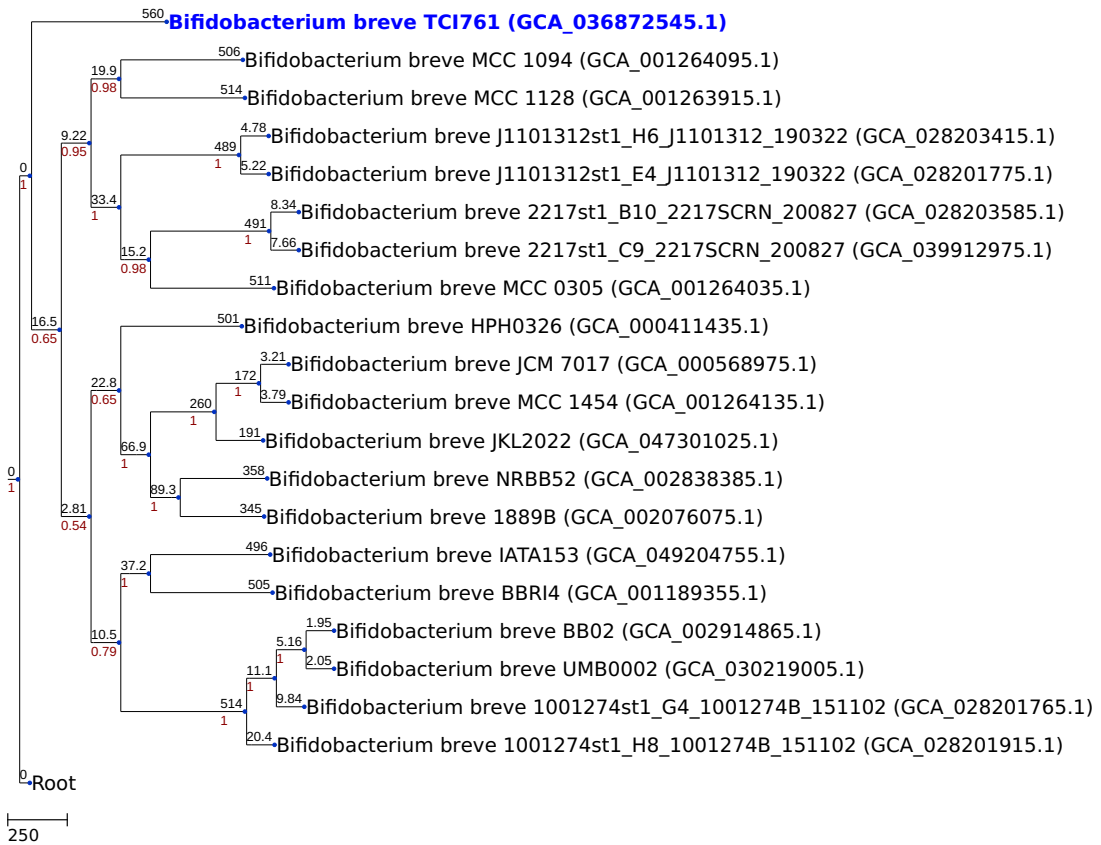 560
Bifidobacterium breve TCI761 (GCA_036872545.1)
506
Bifidobacterium breve MCC 1094 (GCA_001264095.1)
19.9
0.98
514
Bifidobacterium breve MCC 1128 (GCA_001263915.1)
4.78
Bifidobacterium breve J1101312st1_H6_J1101312_190322 (GCA_028203415.1)
9.22
0.95
489
1
5.22
Bifidobacterium breve J1101312st1_E4_J1101312_190322 (GCA_028201775.1)
0
1
33.4
1
8.34
Bifidobacterium breve 2217st1_B10_2217SCRN_200827 (GCA_028203585.1)
491
1
7.66
Bifidobacterium breve 2217st1_C9_2217SCRN_200827 (GCA_039912975.1)
15.2
0.98
511
Bifidobacterium breve MCC 0305 (GCA_001264035.1)
16.5
0.65
501
Bifidobacterium breve HPH0326 (GCA_000411435.1)
3.21
Bifidobacterium breve JCM 7017 (GCA_000568975.1)
22.8
0.65
172
1
3.79
Bifidobacterium breve MCC 1454 (GCA_001264135.1)
260
1
191
Bifidobacterium breve JKL2022 (GCA_047301025.1)
66.9
1
0
1
358
Bifidobacterium breve NRBB52 (GCA_002838385.1)
89.3
1
345
Bifidobacterium breve 1889B (GCA_002076075.1)
2.81
0.54
496
Bifidobacterium breve IATA153 (GCA_049204755.1)
37.2
1
505
Bifidobacterium breve BBRI4 (GCA_001189355.1)
1.95
Bifidobacterium breve BB02 (GCA_002914865.1)
10.5
0.79
5.16
1
2.05
Bifidobacterium breve UMB0002 (GCA_030219005.1)
11.1
1
9.84
Bifidobacterium breve 1001274st1_G4_1001274B_151102 (GCA_028201765.1)
514
1
20.4
Bifidobacterium breve 1001274st1_H8_1001274B_151102 (GCA_028201915.1)
0
Root
250